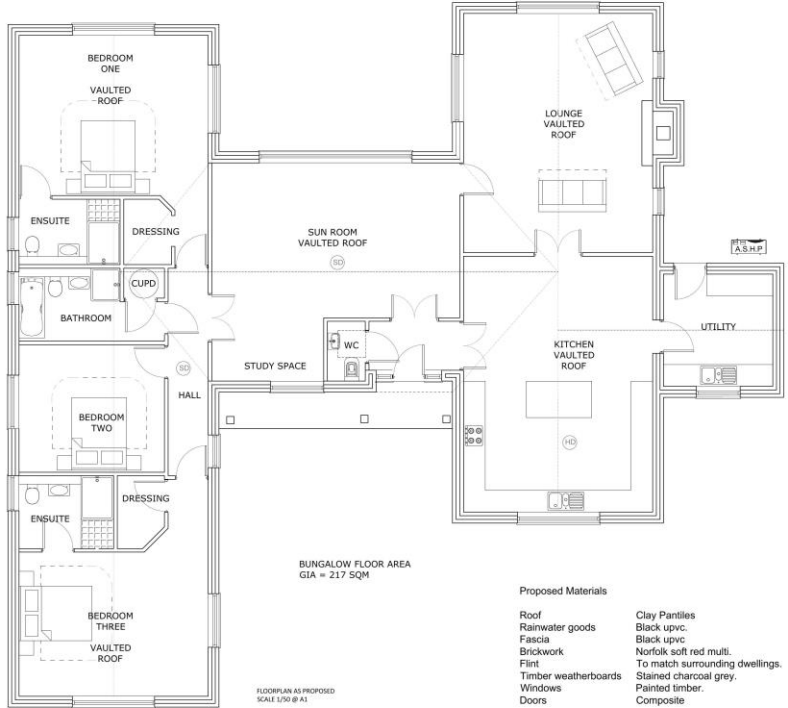 BEDROOM
ONE
VAULTED
ROOF
LOUNGE
VAULTED
ROOF
ENSUITE
DRESSING
SUN ROOM
VAULTED ROOF
SD
A.S.H.P
CUPD
BATHROOM
UTILITY
WC
KITCHEN
VAULTED
ROOF
STUDY SPACE
SD
HALL
BEDROOM
TWO
HD
DRESSING
ENSUITE
BUNGALOW FLOOR AREA
GIA = 217 SQM
BEDROOM
THREE
VAULTED
ROOF
FLOORPLAN AS PROPOSED
SCALE 1/50 @ A1
Proposed Materials
Roof Clay Pantiles
Rainwater goods Black upvc.
Fascia Black upvc
Brickwork Norfolk soft red multi.
Flint To match surrounding dwellings.
Timber weatherboards Stained charcoal grey.
Windows Painted timber.
Doors Composite